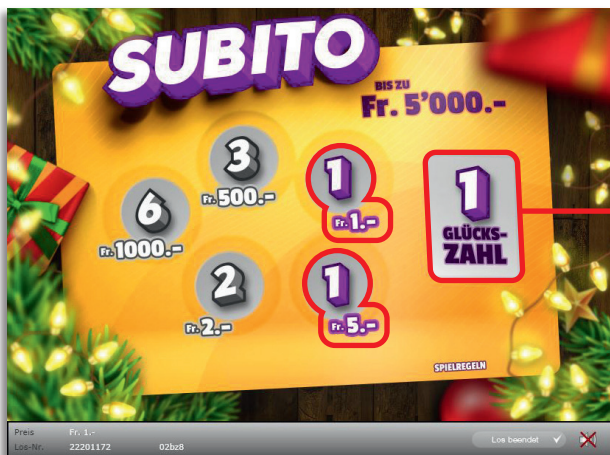 SUBITO
BIS ZU
Fr. 5'000.-
3
Fr. 500.-
1
Fr. 1.-
6
Fr. 1000.-
1
GLÜCKS-
ZAHL
2
Fr. 2.-
1
Fr. 5.-
SPIELREGELN
Preis Fr. 1.-
Los-Nr. 22201172 02bz8
Los beendet